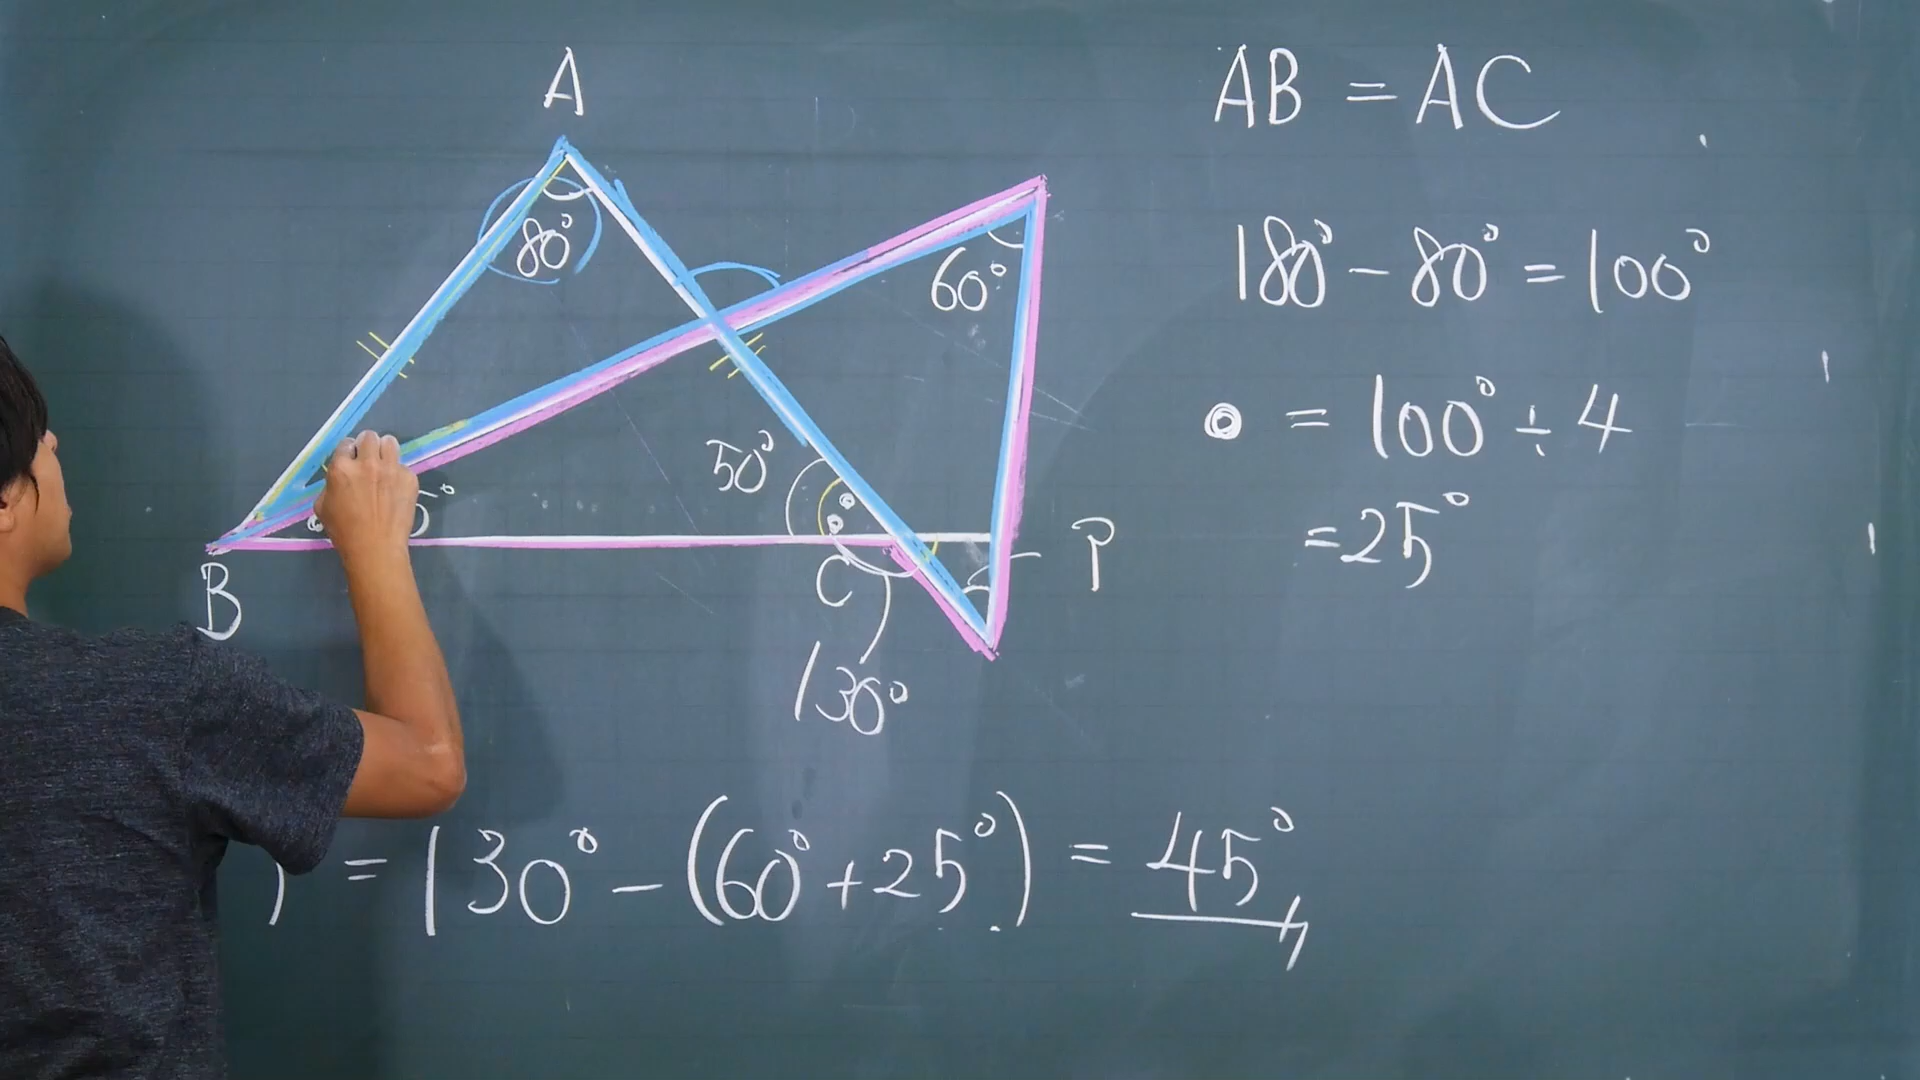 A
AB = AC
80°
60°
180° - 80° = 100°
50°
° = 100° ÷ 4
= 25°
B
C
P
130°
= 130° - (60° + 25°) = 45°